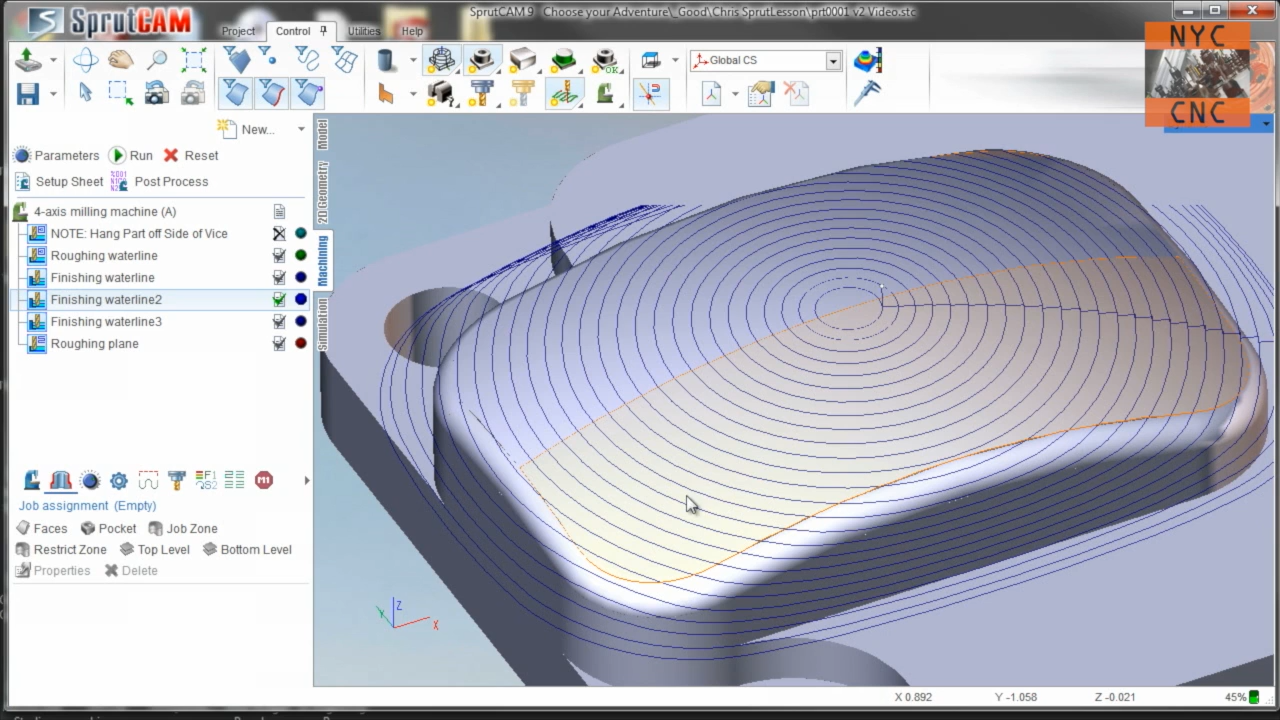 SprutCAM
SprutCAM 9 - Choose your Adventure\_Good\Chris SprutLesson\prt0001 v2 Video.stc
Project Control Utilities Help
Global CS
NYC
CNC
New...
Parameters Run Reset
Setup Sheet Post Process
4-axis milling machine (A)
NOTE: Hang Part off Side of Vice
Roughing waterline
Finishing waterline
Finishing waterline2
Finishing waterline3
Roughing plane
Model
2D Geometry
Machining
Simulation
Job assignment (Empty)
Faces Pocket Job Zone
Restrict Zone Top Level Bottom Level
Properties Delete
Z
Y
X
X 0.892 Y -1.058 Z -0.021 45%